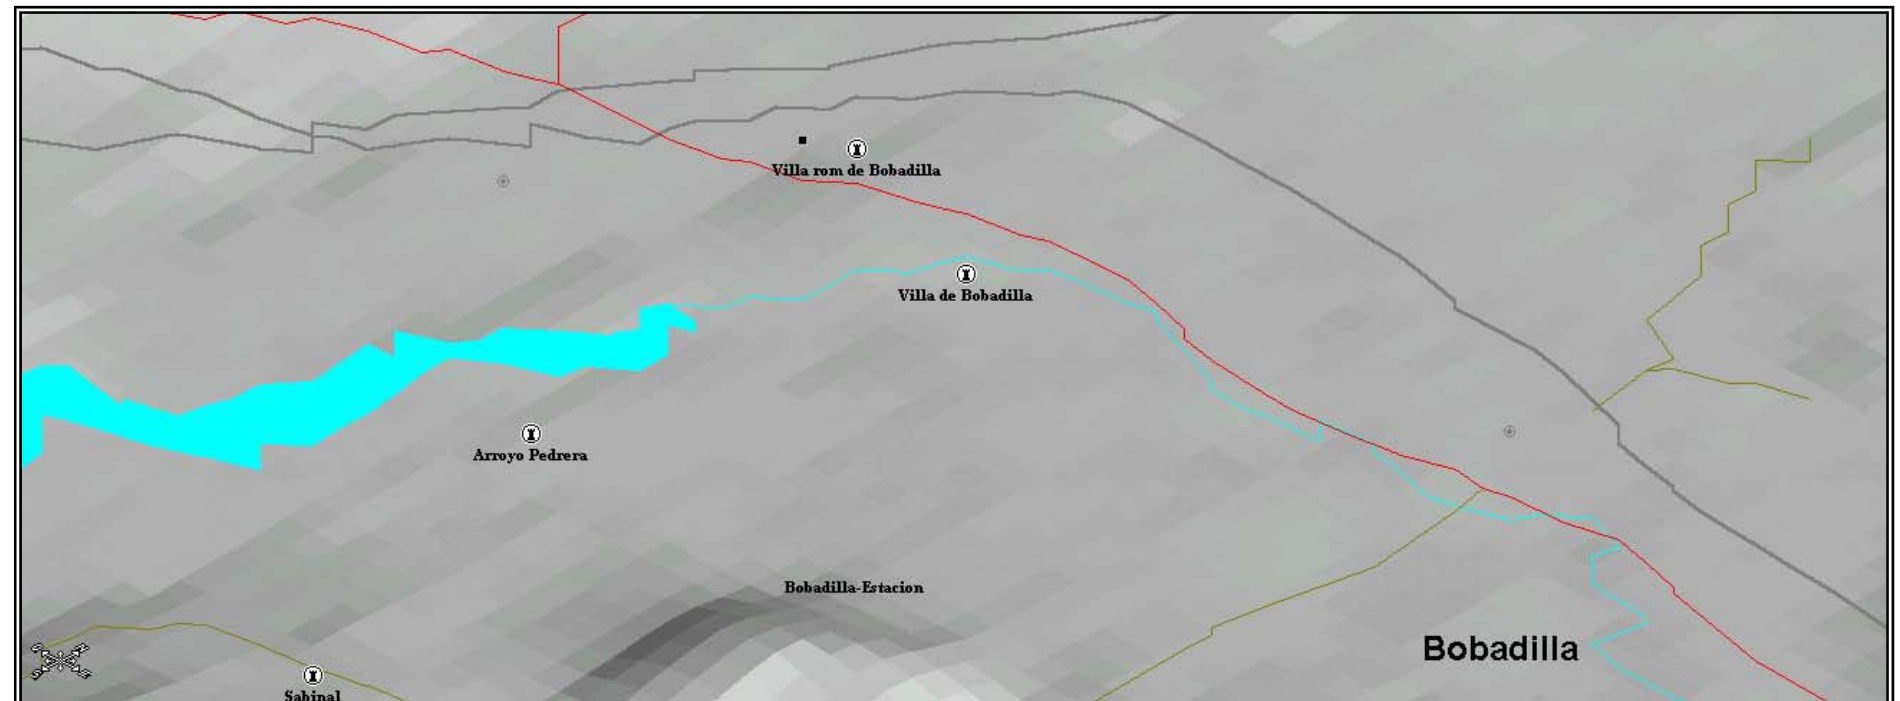 Villa rom de Bobadilla
Villa de Bobadilla
Arroyo Pedrera
Bobadilla-Estacion
Bobadilla
Sabinal